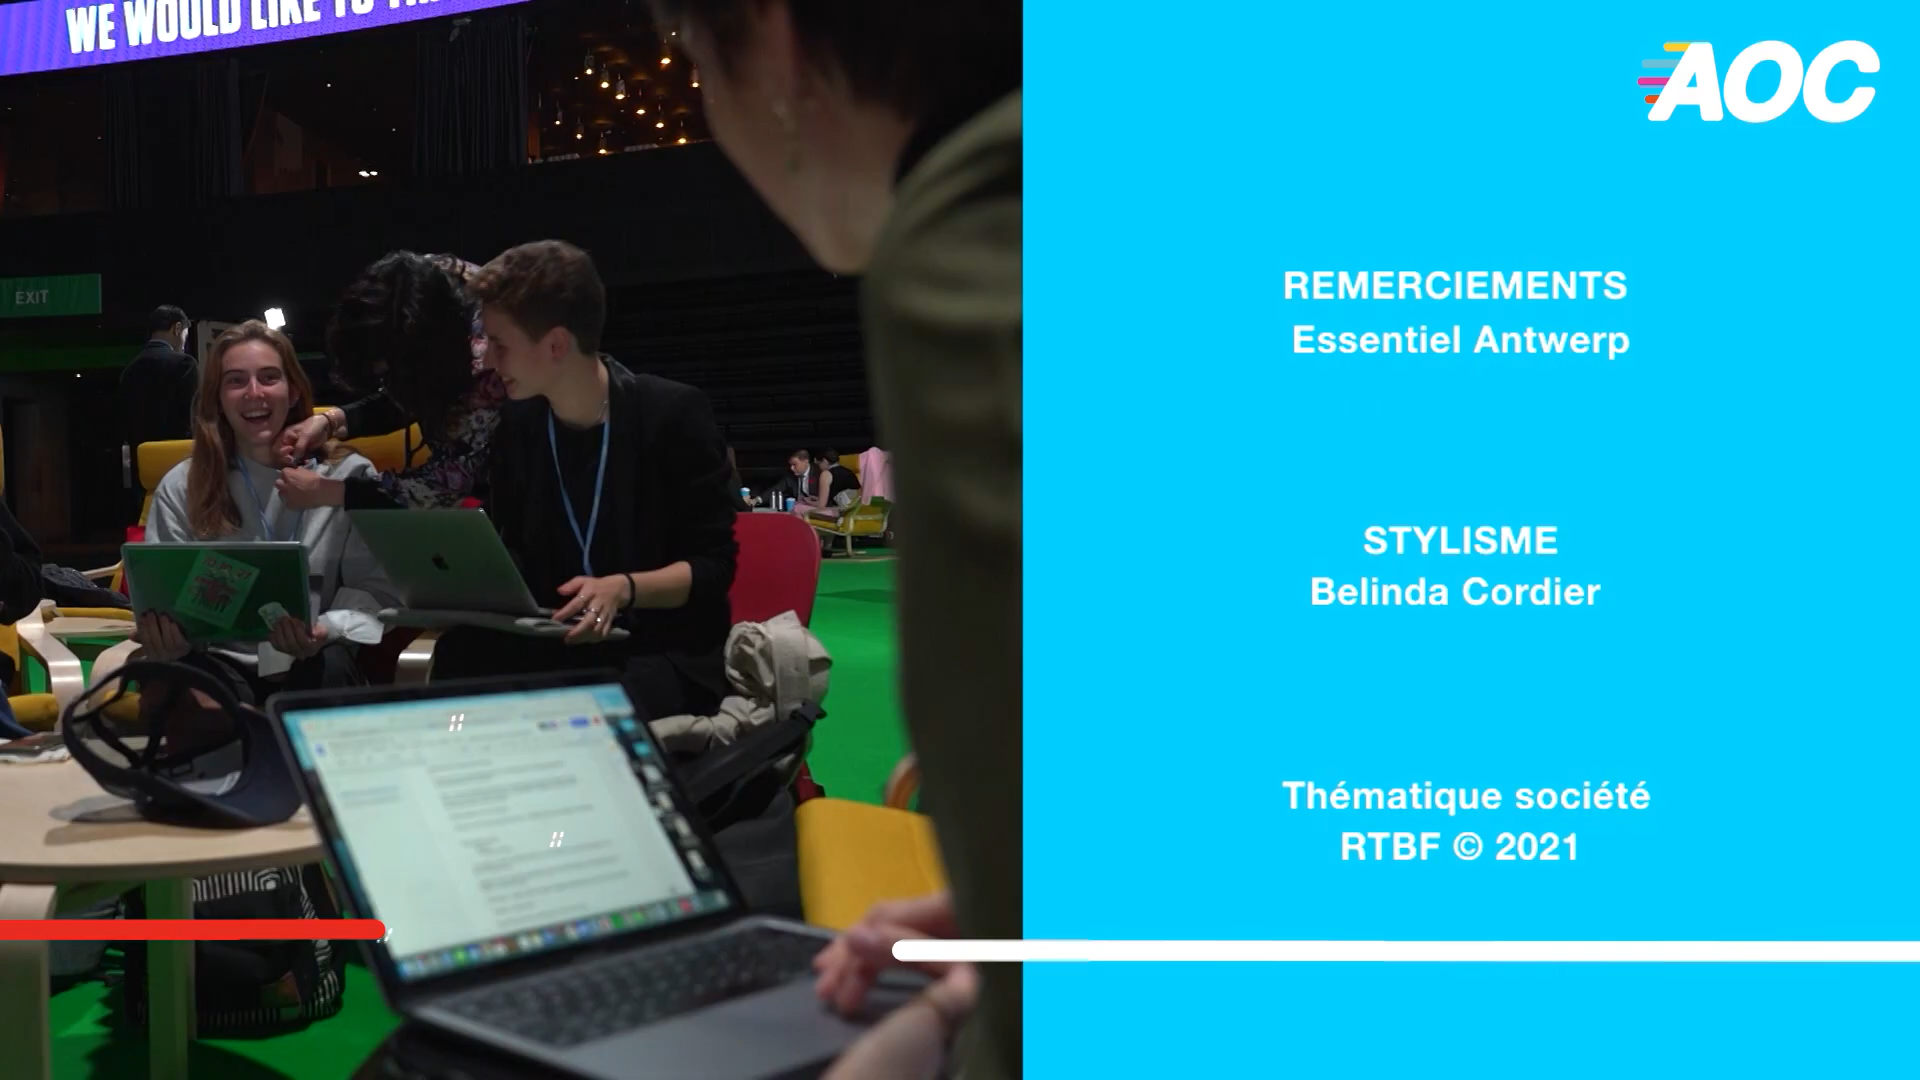 WE WOULD LIKE TO
EXIT
AOC
REMERCIEMENTS
Essentiel Antwerp
STYLISME
Belinda Cordier
Thématique société
RTBF © 2021